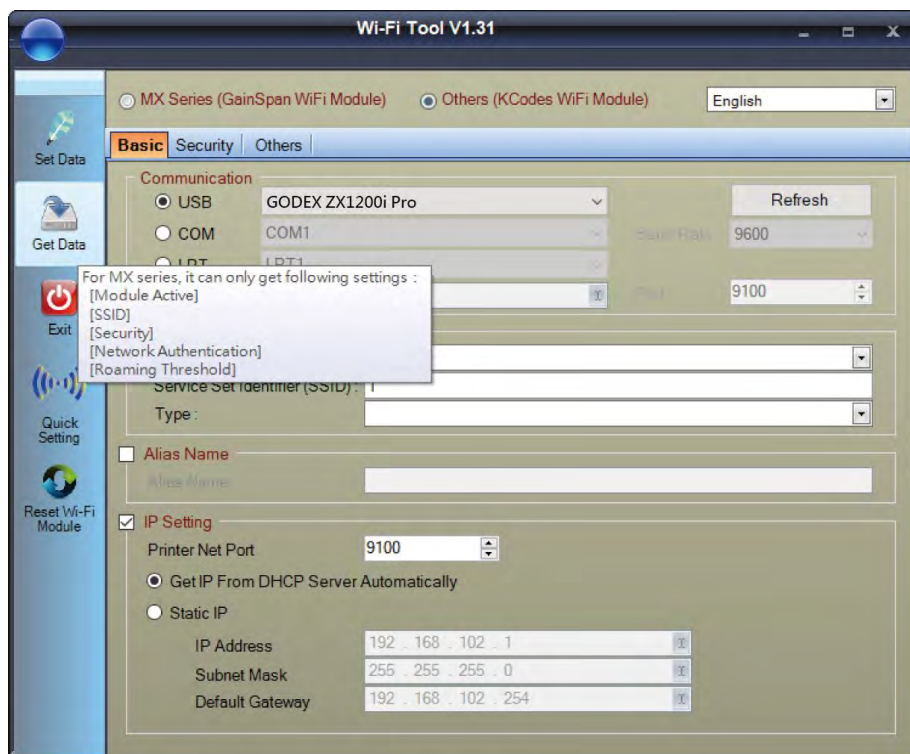 Wi-Fi Tool V1.31
MX Series (GainSpan WiFi Module) Others (KCodes WiFi Module) English
Basic Security Others
Set Data
Get Data
Exit
Quick
Setting
Reset Wi-Fi
Module
Communication
USB GODEX ZX1200i Pro Refresh
COM COM1 Baud Rate 9600
LPT LPT1
Port 9100
For MX series, it can only get following settings :
[Module Active]
[SSID]
[Security]
[Network Authentication]
[Roaming Threshold]
Service Set Identifier (SSID) :
Type :
Alias Name
Alias Name
IP Setting
Printer Net Port 9100
Get IP From DHCP Server Automatically
Static IP
IP Address 192 . 168 . 102 . 1
Subnet Mask 255 . 255 . 255 . 0
Default Gateway 192 . 168 . 102 . 254